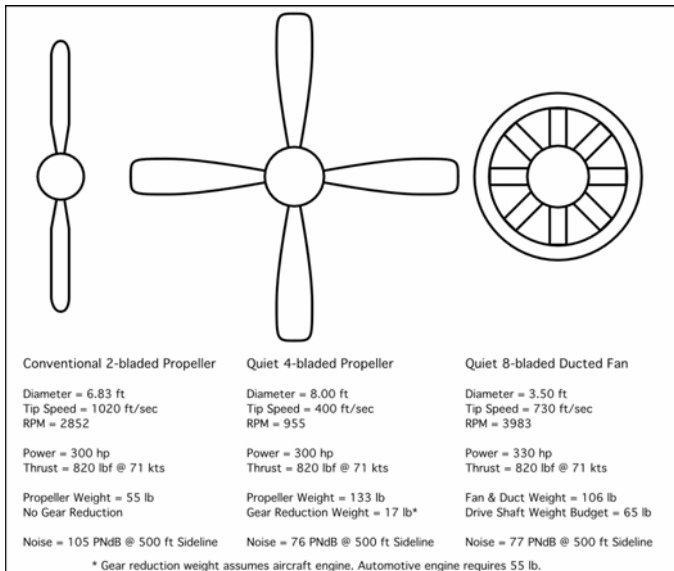 Conventional 2-bladed Propeller
Diameter = 6.83 ft
Tip Speed = 1020 ft/sec
RPM = 2852
Power = 300 hp
Thrust = 820 lbf @ 71 kts
Propeller Weight = 55 lb
No Gear Reduction
Noise = 105 PNdB @ 500 ft Sideline
Quiet 4-bladed Propeller
Diameter = 8.00 ft
Tip Speed = 400 ft/sec
RPM = 955
Power = 300 hp
Thrust = 820 lbf @ 71 kts
Propeller Weight = 133 lb
Gear Reduction Weight = 17 lb*
Noise = 76 PNdB @ 500 ft Sideline
Quiet 8-bladed Ducted Fan
Diameter = 3.50 ft
Tip Speed = 730 ft/sec
RPM = 3983
Power = 330 hp
Thrust = 820 lbf @ 71 kts
Fan & Duct Weight = 106 lb
Drive Shaft Weight Budget = 65 lb
Noise = 77 PNdB @ 500 ft Sideline
* Gear reduction weight assumes aircraft engine. Automotive engine requires 55 lb.